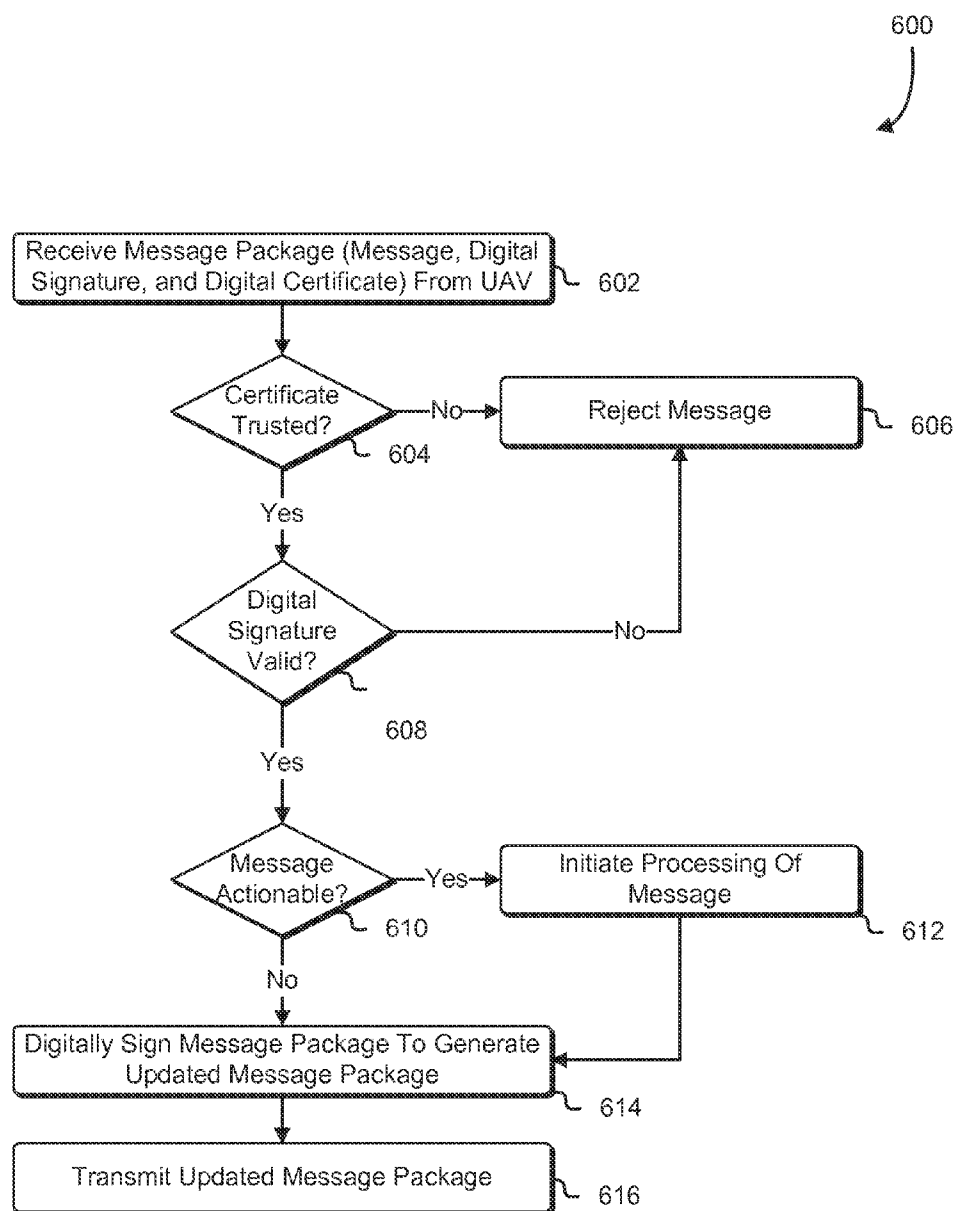 600
Receive Message Package (Message, Digital
Signature, and Digital Certificate) From UAV
602
Certificate
Trusted?
604
No
Reject Message
606
Yes
Digital
Signature
Valid?
608
No
Yes
Message
Actionable?
610
Yes
Initiate Processing Of
Message
612
No
Digitally Sign Message Package To Generate
Updated Message Package
614
Transmit Updated Message Package
616